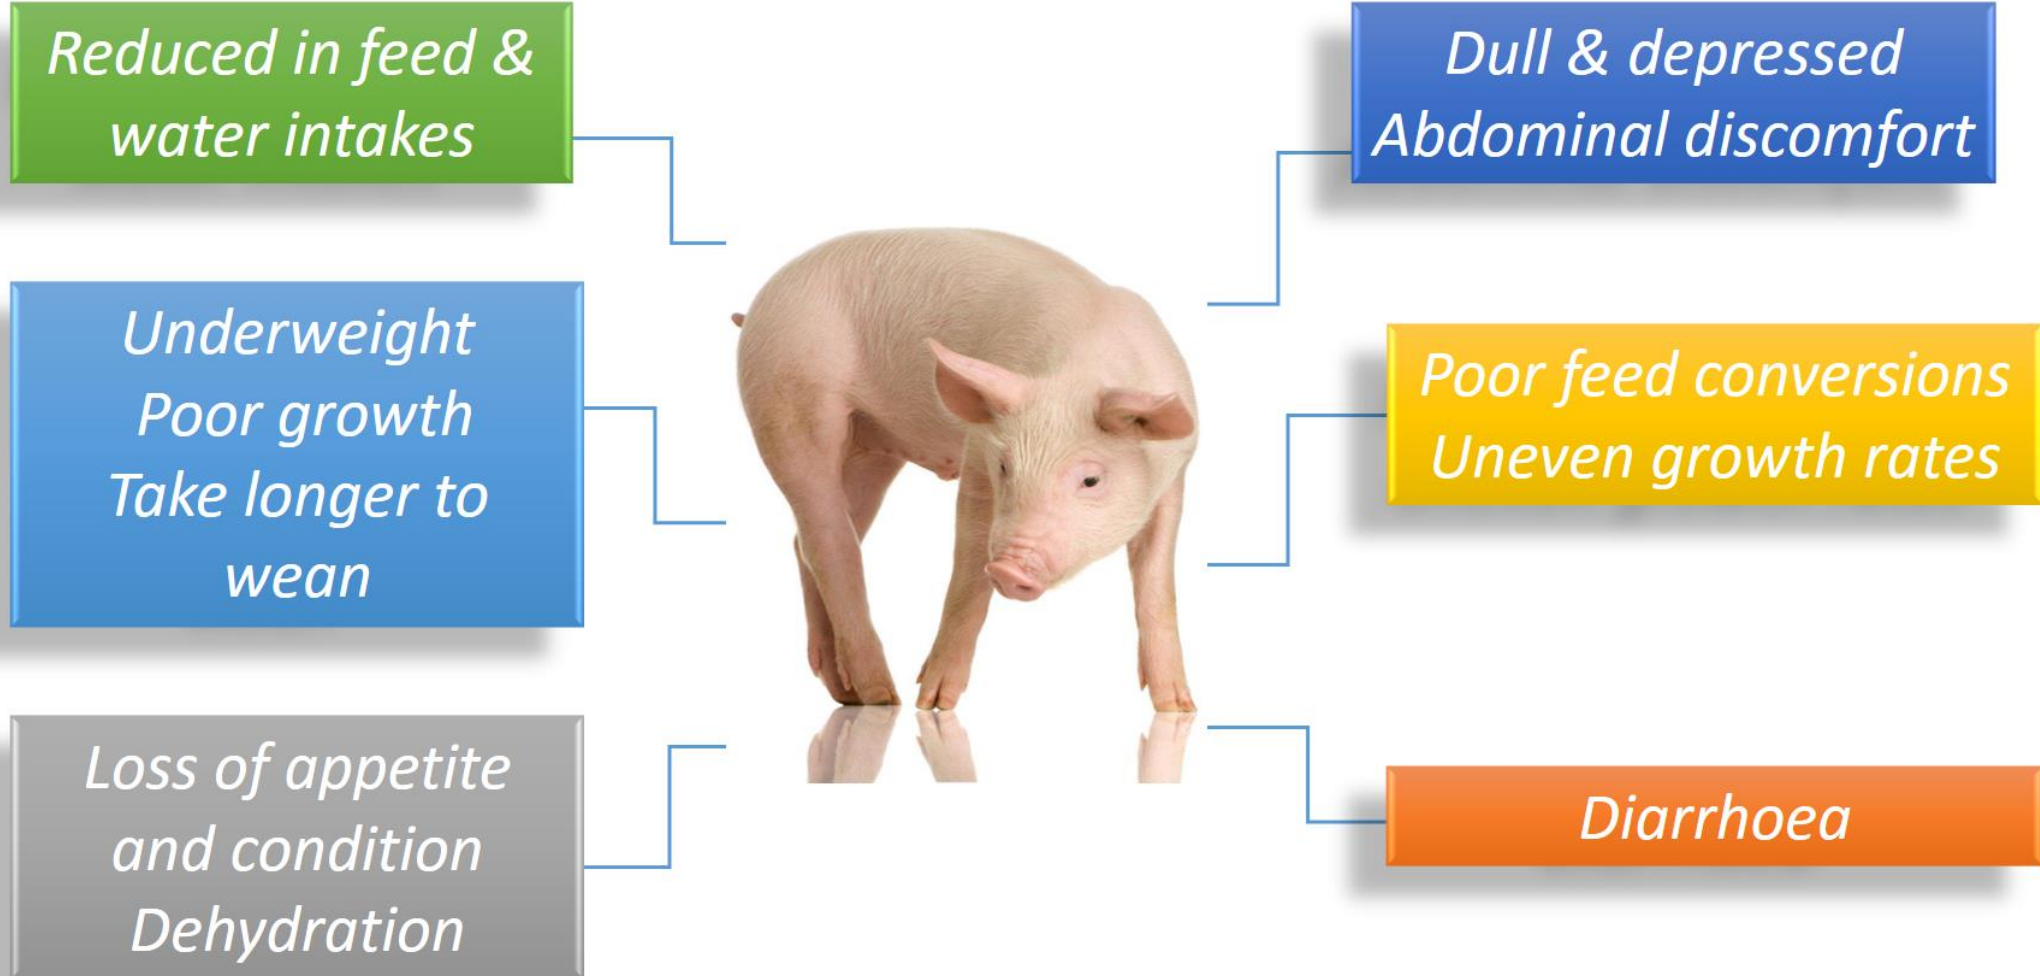 Reduced in feed &
water intakes
Underweight
Poor growth
Take longer to
wean
Loss of appetite
and condition
Dehydration
Dull & depressed
Abdominal discomfort
Poor feed conversions
Uneven growth rates
Diarrhoea